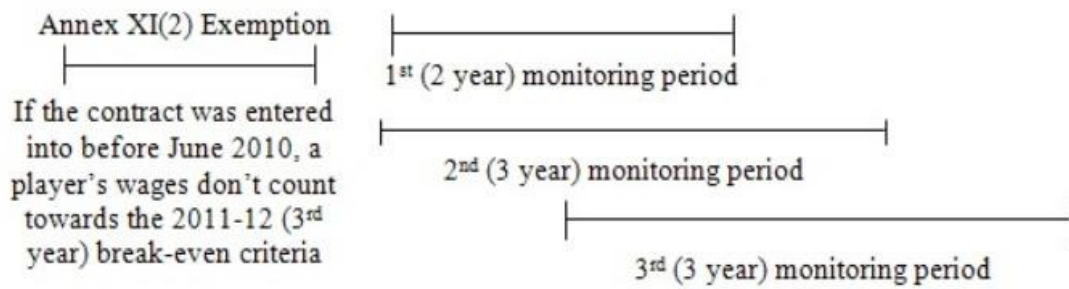 Annex XI(2) Exemption
If the contract was entered
into before June 2010, a
player’s wages don’t count
towards the 2011-12 (3rd
year) break-even criteria
1st (2 year) monitoring period
2nd (3 year) monitoring period
3rd (3 year) monitoring period